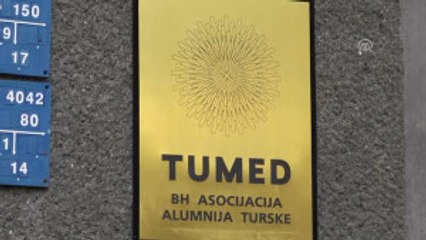 150
9
17
4042
80
1
14
TUMED
BH ASOCIJACIJA
ALUMNIJA TURSKE